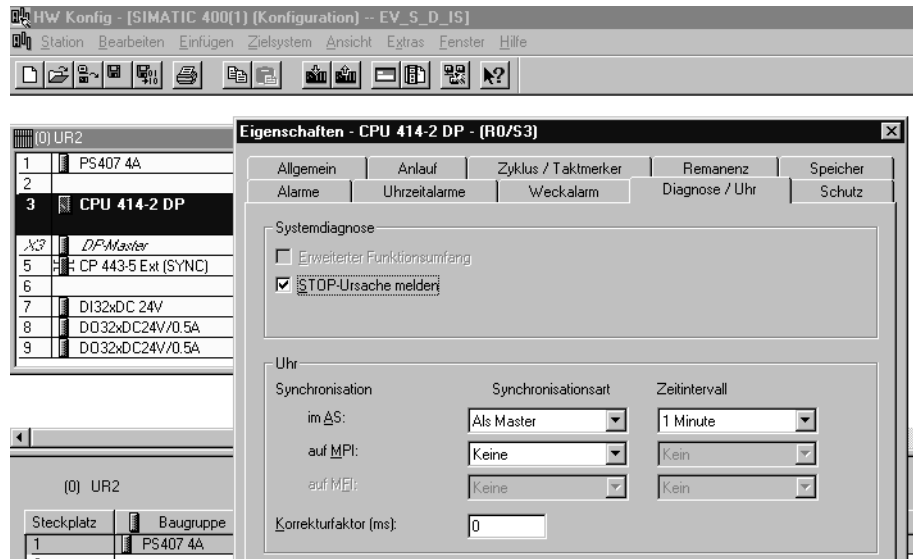 HW Konfig - [SIMATIC 400(1) (Konfiguration) -- EV_S_D_IS]
Station Bearbeiten Einfügen Zielsystem Ansicht Extras Fenster Hilfe
(0) UR2
1 PS407 4A
2
3 CPU 414-2 DP
X3 DP-Master
5 CP 443-5 Ext (SYNC)
6
7 DI32xDC 24V
8 DO32xDC24V/0.5A
9 DO32xDC24V/0.5A
Eigenschaften - CPU 414-2 DP - (R0/S3)
Allgemein Anlauf Zyklus / Taktmerker Remanenz Speicher
Alarme Uhrzeitalarme Weckalarm Diagnose / Uhr Schutz
Systemdiagnose
Erweiterter Funktionsumfang
STOP-Ursache melden
Uhr
Synchronisation Synchronisationsart Zeitintervall
im AS: Als Master 1 Minute
auf MPI: Keine Kein
auf MFI: Keine Kein
Korrekturfaktor (ms): 0
(0) UR2
Steckplatz Baugruppe
1 PS407 4A